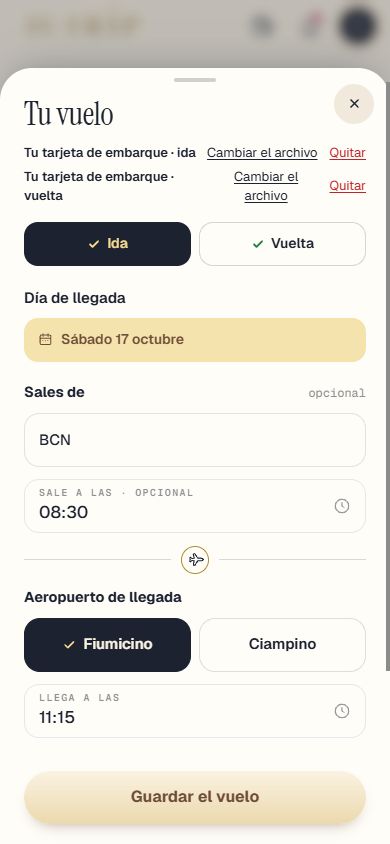 Tu vuelo
Tu tarjeta de embarque · ida Cambiar el archivo Quitar
Tu tarjeta de embarque · vuelta Cambiar el archivo Quitar
Ida Vuelta
Día de llegada
Sábado 17 octubre
Sales de opcional
BCN
SALE A LAS · OPCIONAL
08:30
Aeropuerto de llegada
Fiumicino Ciampino
LLEGA A LAS
11:15
Guardar el vuelo